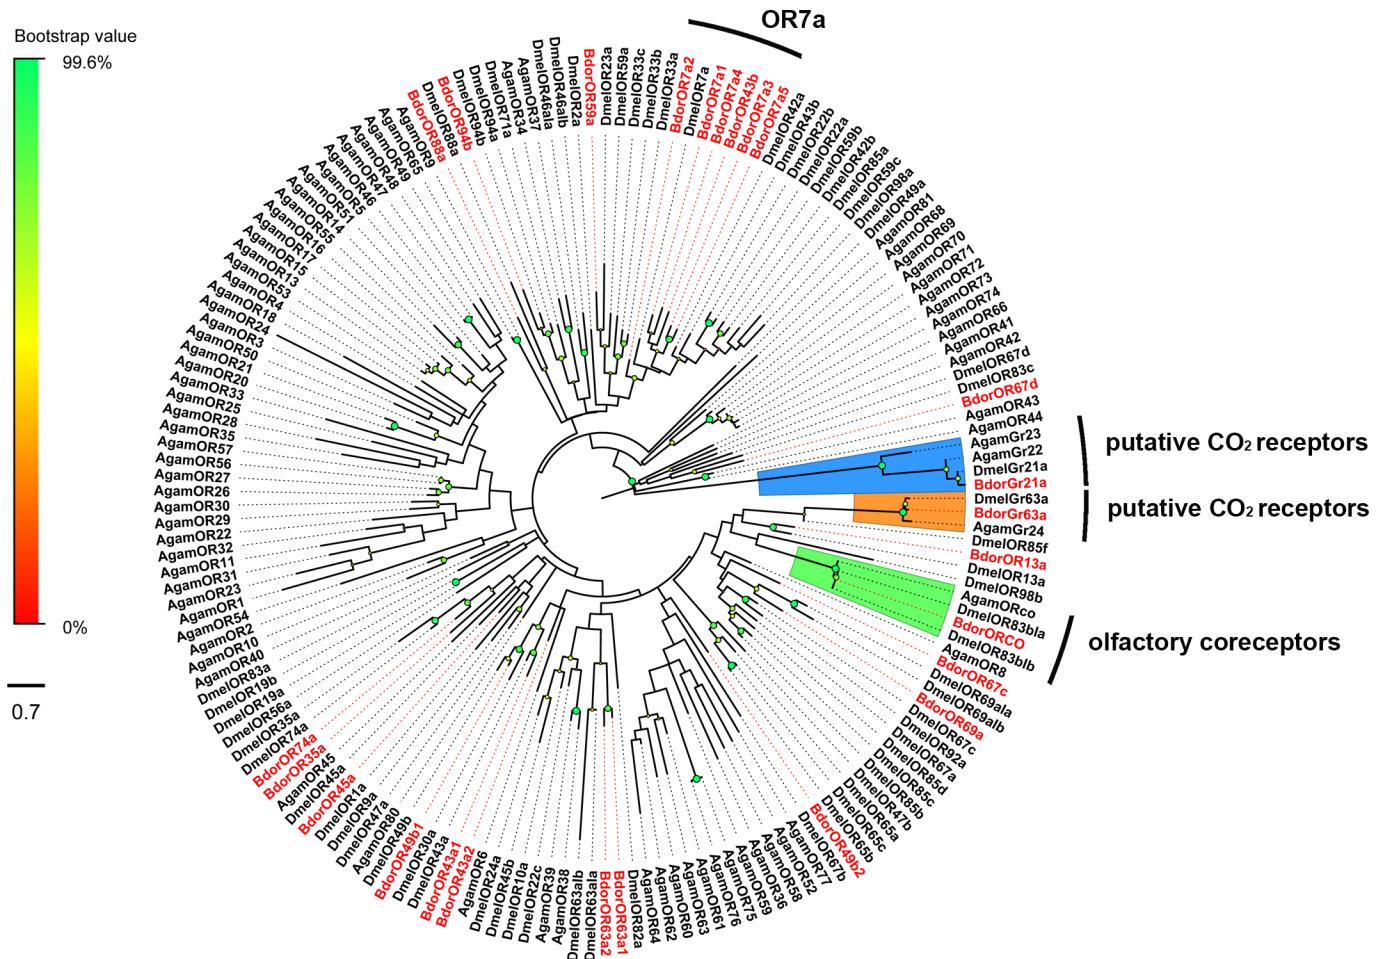 OR7a
Bootstrap value
99.6%
0%
0.7
putative CO₂ receptors
putative CO₂ receptors
olfactory coreceptors
DmelOR23a
DmelOR59a
DmelOR33c
DmelOR33b
DmelOR33a
BdorOR7a2
DmelOR7a
BdorOR7a1
BdorOR7a4
BdorOR43b
BdorOR7a3
BdorOR7a5
DmelOR42a
DmelOR43b
DmelOR22b
DmelOR22a
DmelOR59b
DmelOR42b
DmelOR85a
DmelOR59c
DmelOR98a
DmelOR49a
AgamOR81
AgamOR68
AgamOR69
AgamOR70
AgamOR71
AgamOR72
AgamOR73
AgamOR74
AgamOR66
AgamOR41
AgamOR42
DmelOR67d
DmelOR83c
BdorOR67d
AgamOR43
AgamOR44
AgamGr23
AgamGr22
DmelGr21a
BdorGr21a
DmelGr63a
BdorGr63a
AgamGr24
DmelOR85f
BdorOR13a
DmelOR13a
DmelOR98b
AgamORco
DmelOR83bIa
BdorORCO
DmelOR83bIb
AgamOR8
BdorOR67c
DmelOR69aIa
DmelOR69aIb
BdorOR69a
DmelOR67c
DmelOR92a
DmelOR67a
DmelOR85d
DmelOR85c
DmelOR85b
DmelOR47b
DmelOR65a
DmelOR65c
DmelOR65b
BdorOR49b2
DmelOR67b
AgamOR77
AgamOR52
AgamOR58
AgamOR36
AgamOR59
AgamOR75
AgamOR76
AgamOR61
AgamOR63
AgamOR60
AgamOR62
AgamOR64
DmelOR82a
BdorOR63a1
BdorOR63a2
DmelOR63aIa
DmelOR63aIb
AgamOR38
AgamOR39
DmelOR22c
DmelOR10a
DmelOR45b
DmelOR24a
AgamOR6
BdorOR43a2
BdorOR43a1
DmelOR43a
DmelOR30a
BdorOR49b1
DmelOR49b
AgamOR80
DmelOR47a
DmelOR9a
DmelOR1a
BdorOR45a
DmelOR45a
AgamOR45
BdorOR35a
BdorOR74a
DmelOR74a
DmelOR35a
DmelOR56a
DmelOR19a
DmelOR19b
DmelOR83a
AgamOR40
AgamOR10
AgamOR2
AgamOR54
AgamOR1
AgamOR23
AgamOR31
AgamOR11
AgamOR32
AgamOR22
AgamOR29
AgamOR30
AgamOR26
AgamOR27
AgamOR56
AgamOR57
AgamOR35
AgamOR28
AgamOR25
AgamOR33
AgamOR20
AgamOR21
AgamOR50
AgamOR3
AgamOR24
AgamOR18
AgamOR4
AgamOR53
AgamOR13
AgamOR15
AgamOR17
AgamOR16
AgamOR55
AgamOR14
AgamOR51
AgamOR5
AgamOR46
AgamOR47
AgamOR48
AgamOR49
AgamOR65
AgamOR9
BdorOR88a
DmelOR88a
BdorOR94b
DmelOR94b
DmelOR94a
DmelOR71a
AgamOR34
AgamOR37
DmelOR46aIa
DmelOR46aIb
DmelOR2a
BdorOR59a